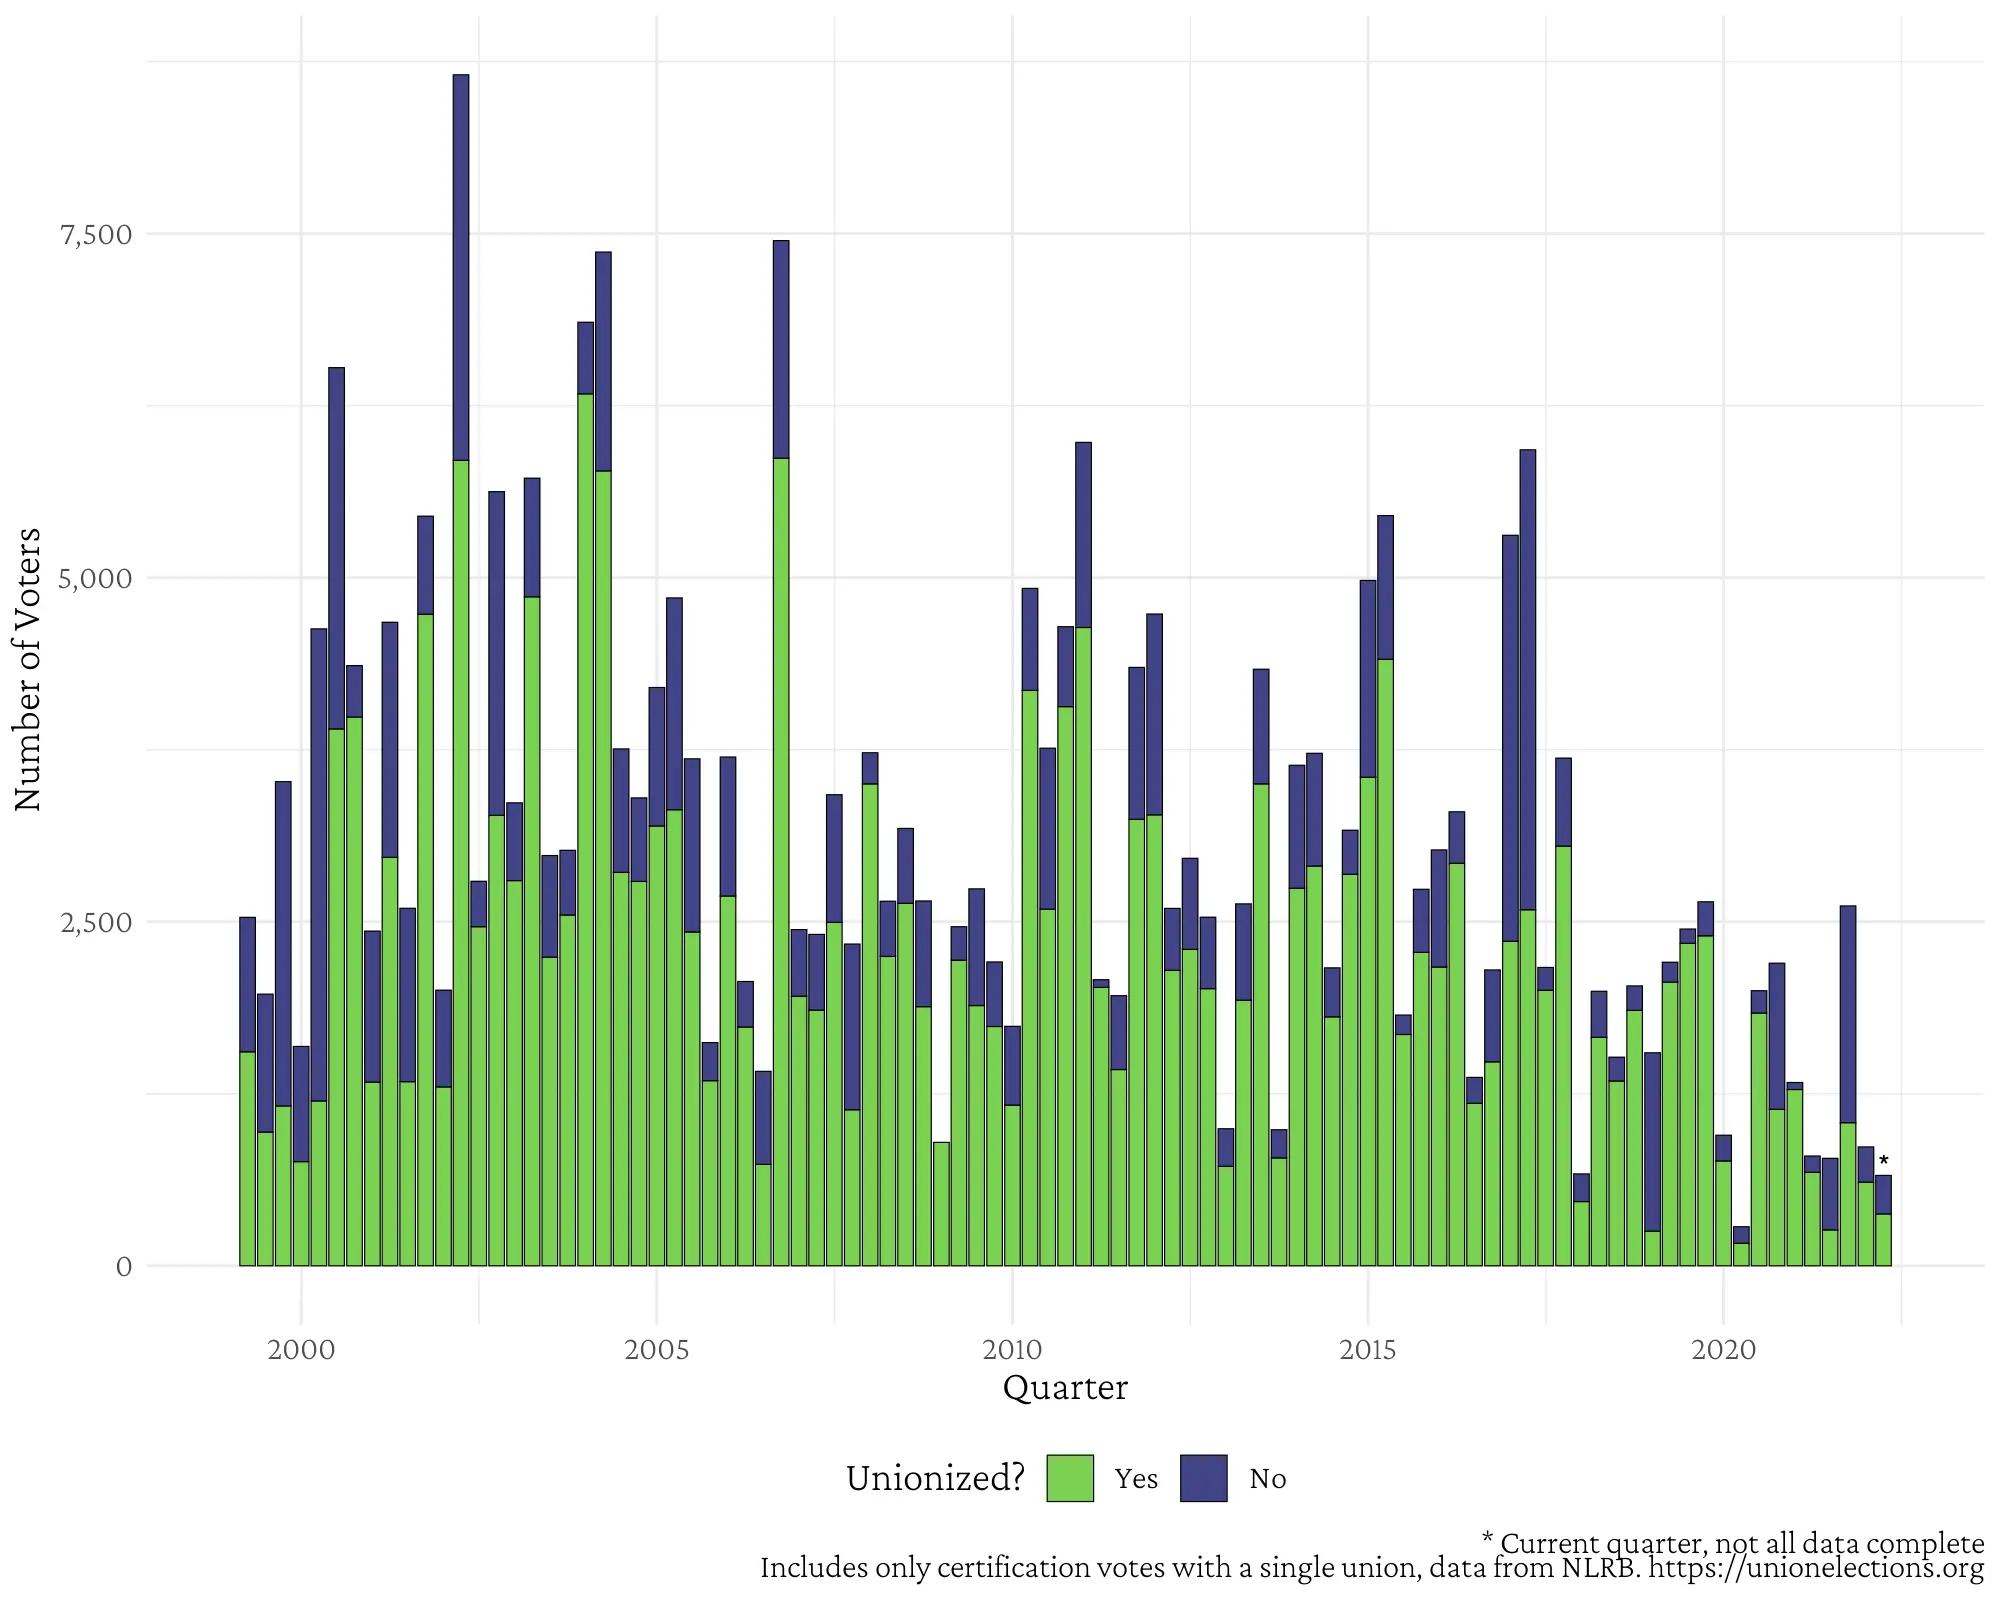 7,500
5,000
2,500
0
Number of Voters
*
2000 2005 2010 2015 2020
Quarter
Unionized? Yes No
* Current quarter, not all data complete
Includes only certification votes with a single union, data from NLRB. https://unionelections.org